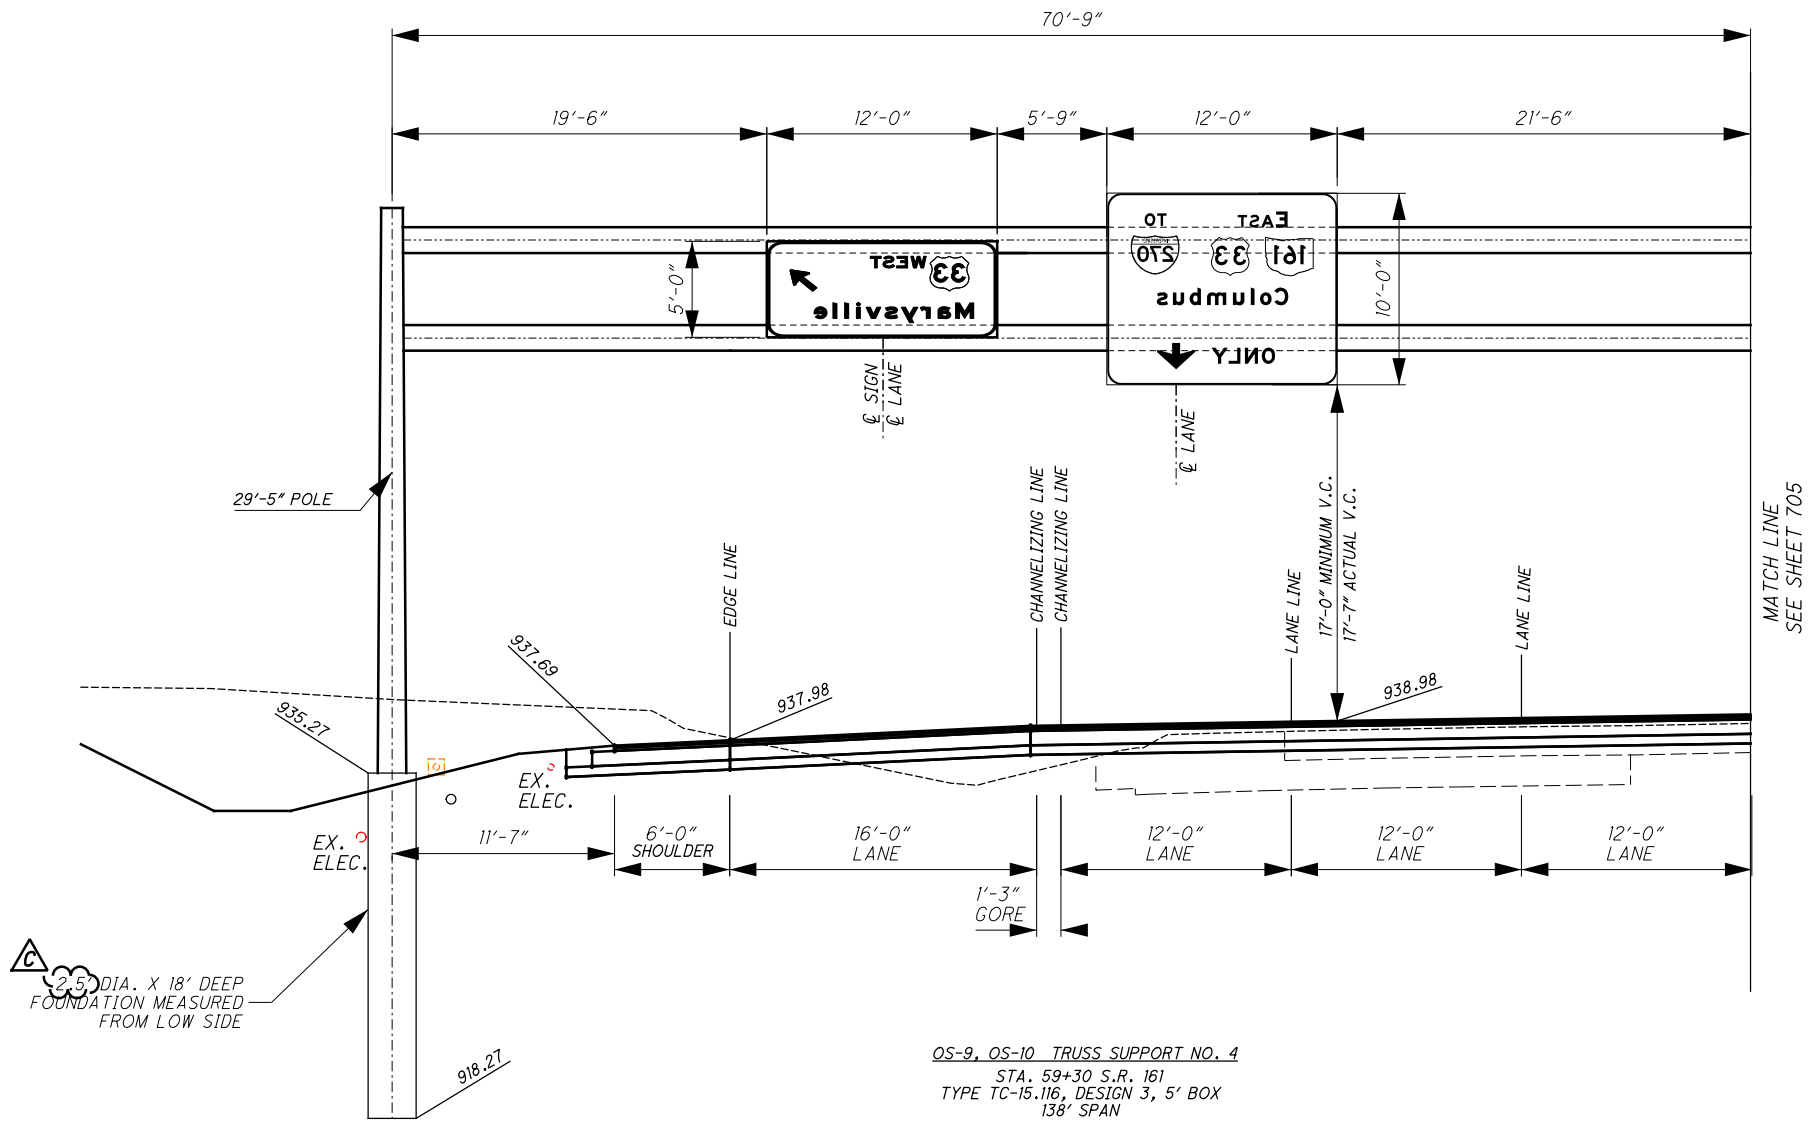 70'-9"
19'-6"
12'-0"
5'-9"
12'-0"
21'-6"
TO
EAST
270
33
161
Columbus
ONLY
WEST
33
Marysville
5'-0"
10'-0"
℄ SIGN
℄ LANE
℄ LANE
29'-5" POLE
EDGE LINE
CHANNELIZING LINE
CHANNELIZING LINE
LANE LINE
17'-0" MINIMUM V.C.
17'-7" ACTUAL V.C.
LANE LINE
MATCH LINE
SEE SHEET 705
937.69
937.98
938.98
935.27
EX.
ELEC.
EX.
ELEC.
11'-7"
6'-0"
SHOULDER
16'-0"
LANE
12'-0"
LANE
12'-0"
LANE
12'-0"
LANE
1'-3"
GORE
C
2.5' DIA. X 18' DEEP
FOUNDATION MEASURED
FROM LOW SIDE
918.27
OS-9, OS-10 TRUSS SUPPORT NO. 4
STA. 59+30 S.R. 161
TYPE TC-15.116, DESIGN 3, 5' BOX
138' SPAN